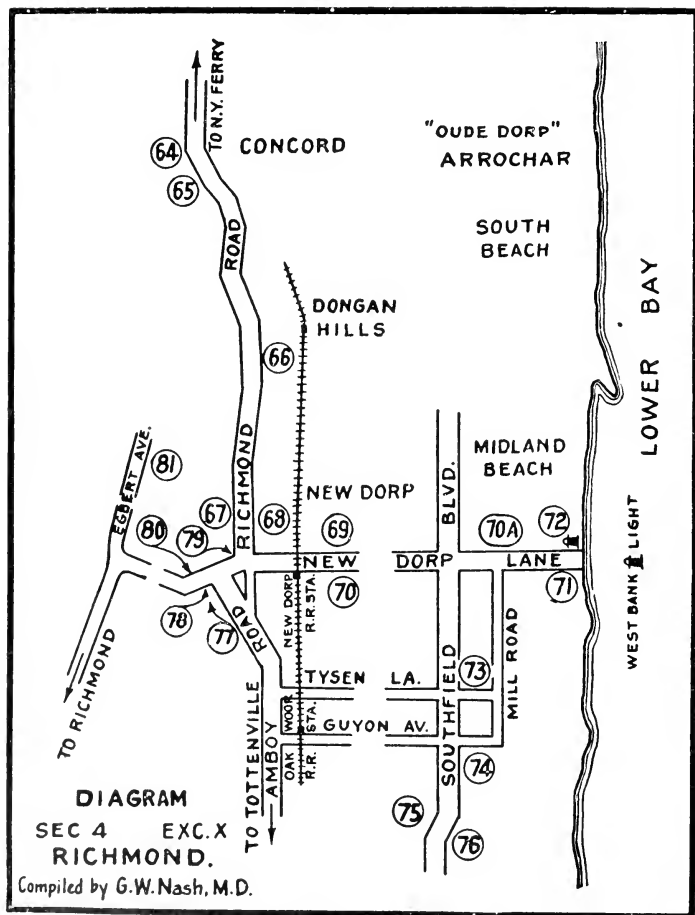 TO N.Y. FERRY
64
CONCORD
"OUDE DORP"
ARROCHAR
65
SOUTH
BEACH
ROAD
DONGAN
HILLS
LOWER BAY
66
EGBERT AVE.
81
RICHMOND
BLVD.
MIDLAND
BEACH
NEW DORP
67
68
69
70A
72
80
79
NEW DORP LANE
WEST BANK LIGHT
78
77
ROAD
NEW DORP
R.R. STA.
70
71
TO RICHMOND
TYSEN LA.
73
MILL ROAD
SOUTHFIELD
OAK WOOR
R.R. STA.
GUYON AV.
74
TO TOTTENVILLE
AMBOY
75
76
DIAGRAM
SEC 4 EXC. X
RICHMOND.
Compiled by G.W. Nash, M.D.